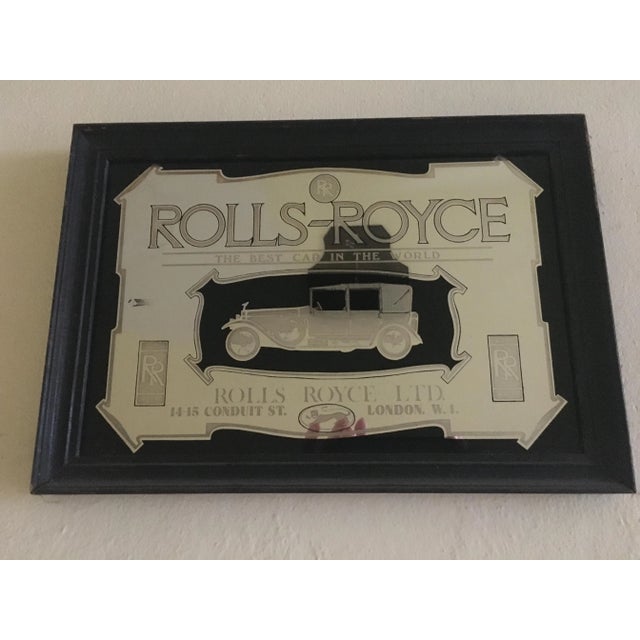 RR
ROLLS-ROYCE
THE BEST CAR IN THE WORLD
RR
RR
ROLLS ROYCE LTD.
14-15 CONDUIT ST. LONDON. W.1.